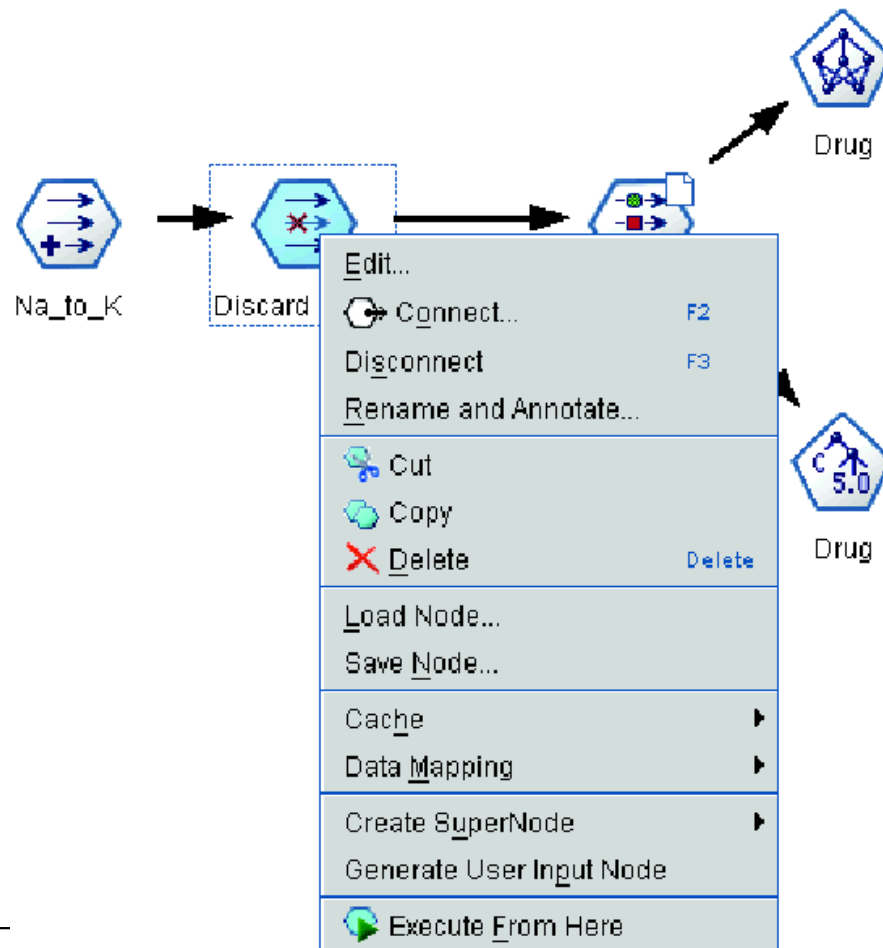 Drug
Na_to_K
Discard
Edit...
Connect... F2
Disconnect F3
Rename and Annotate...
Cut
Copy
Delete Delete
C 5.0
Drug
Load Node...
Save Node...
Cache
Data Mapping
Create SuperNode
Generate User Input Node
Execute From Here